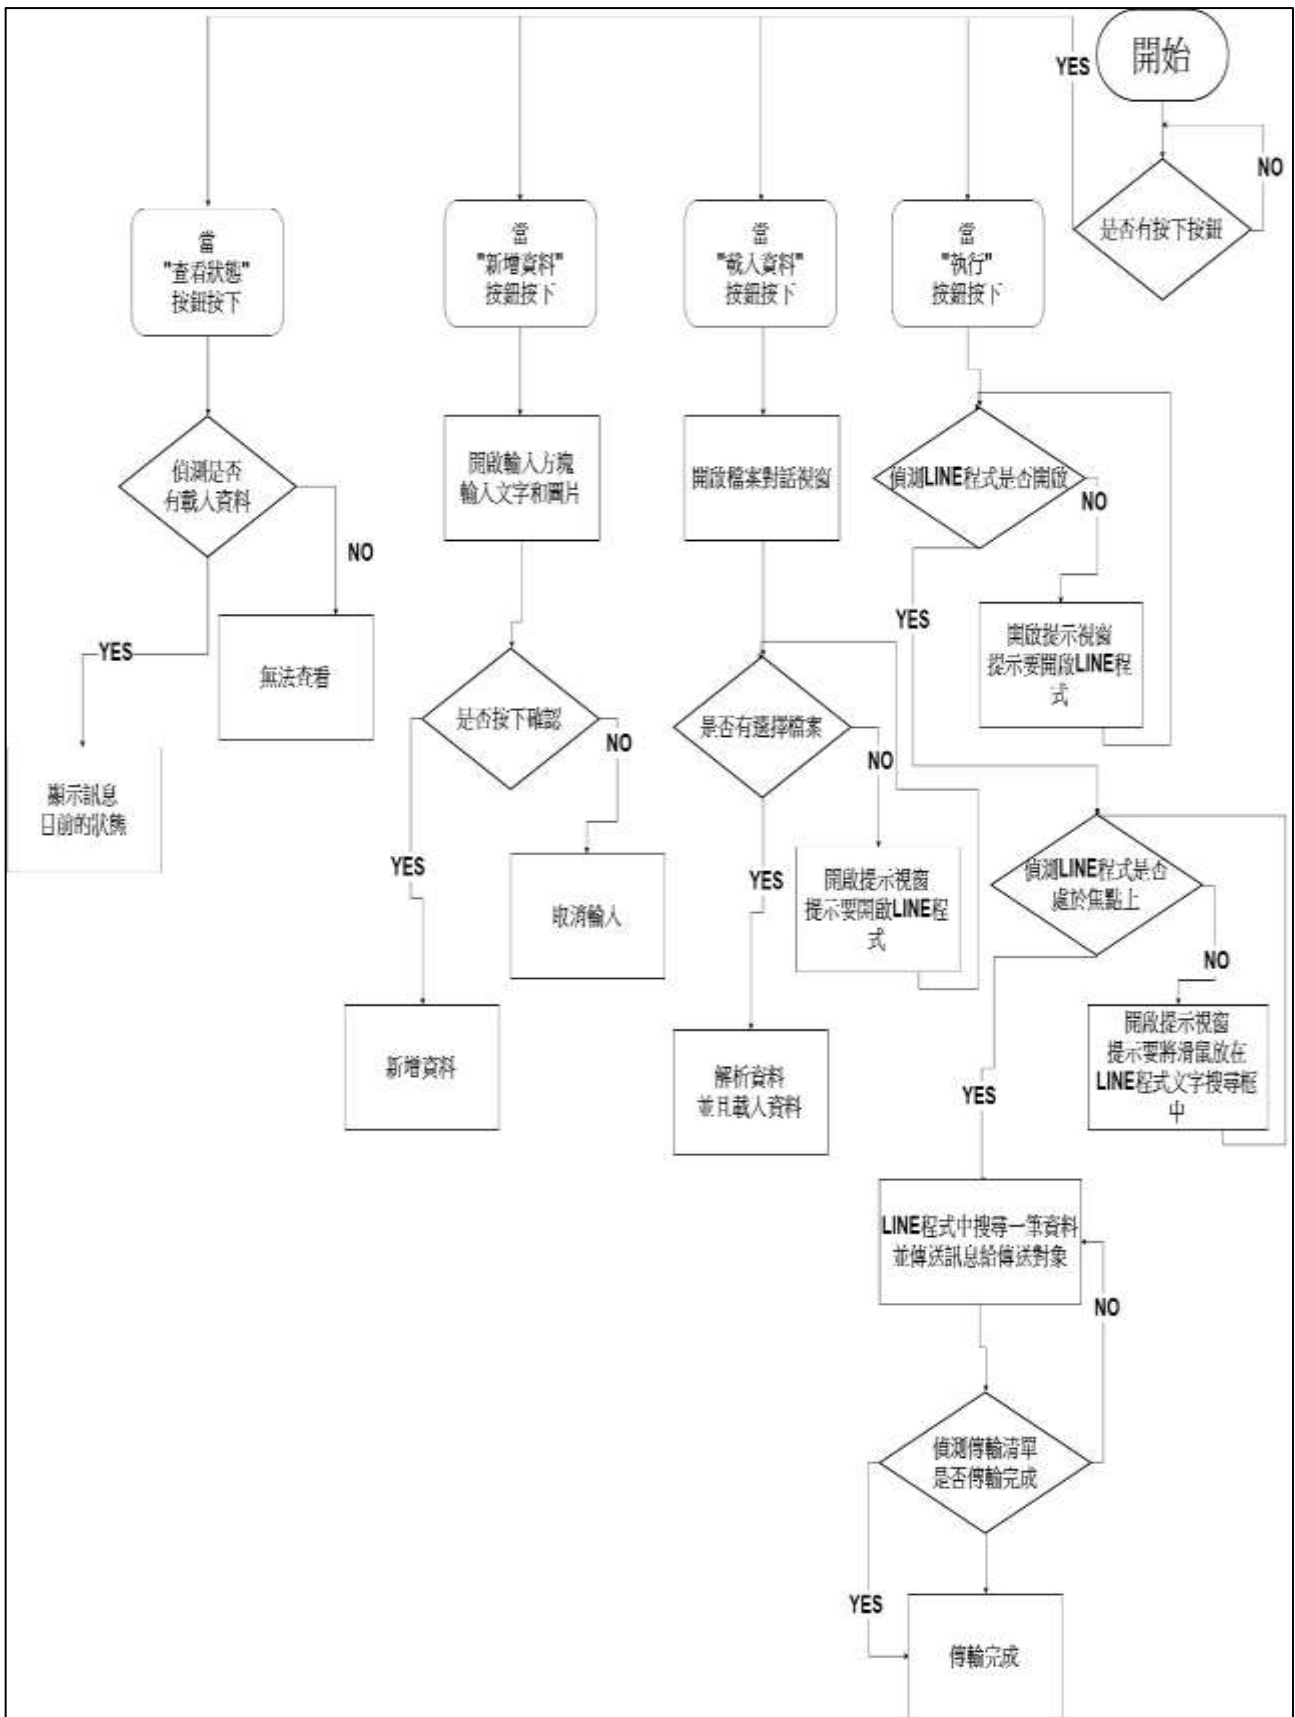 開始
YES
NO
是否有按下按鈕
當
"查看狀態"
按鈕按下
當
"新增資料"
按鈕按下
當
"載入資料"
按鈕按下
當
"執行"
按鈕按下
偵測是否
有載入資料
NO
YES
無法查看
顯示訊息
目前的狀態
開啟輸入方塊
輸入文字和圖片
是否按下確認
NO
YES
取消輸入
新增資料
開啟檔案對話視窗
是否有選擇檔案
NO
YES
開啟提示視窗
提示要開啟LINE程
式
解析資料
並且載入資料
偵測LINE程式是否開啟
NO
YES
開啟提示視窗
提示要開啟LINE程
式
偵測LINE程式是否
處於焦點上
NO
YES
開啟提示視窗
提示要將滑鼠放在
LINE程式文字搜尋框
中
LINE程式中搜尋一筆資料
並傳送訊息給傳送對象
NO
偵測傳輸清單
是否傳輸完成
YES
傳輸完成